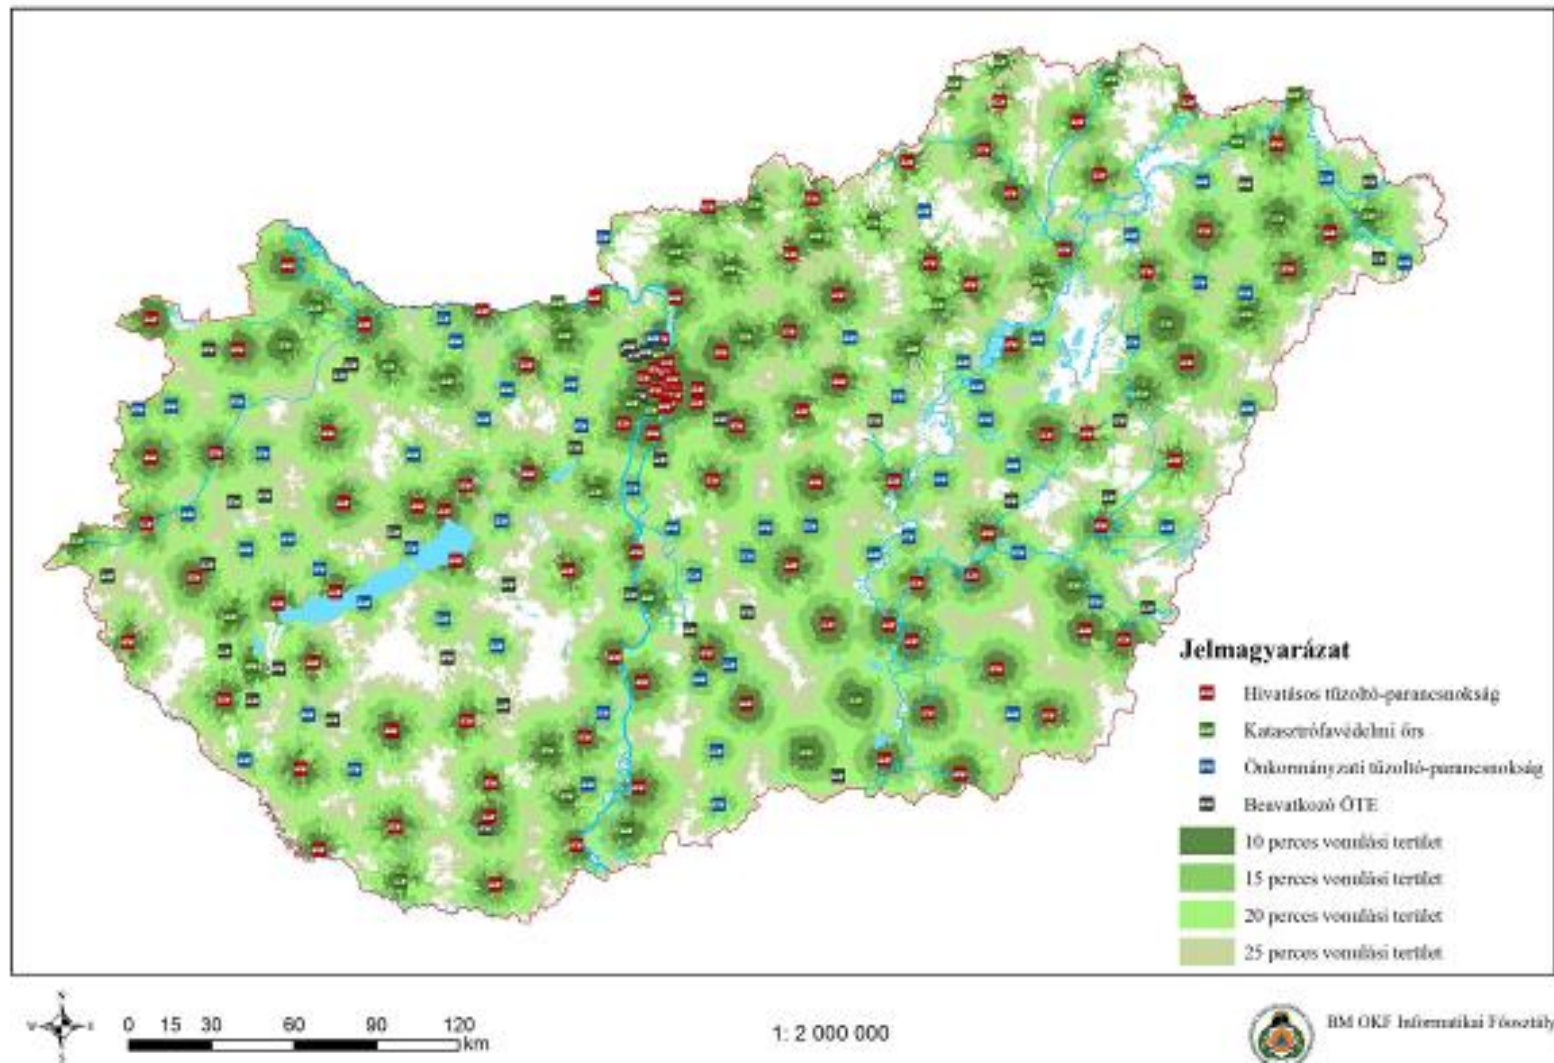 Jelmagyarázat
Hivatásos tűzoltó-parancsnokság
Katasztrófavédelmi őrs
Önkormányzati tűzoltó-parancsnokság
Beavatkozó ÖTE
10 perces vonulási terület
15 perces vonulási terület
20 perces vonulási terület
25 perces vonulási terület
N
W E
S
0 15 30 60 90 120
km
1: 2 000 000
BM OKF Informatikai Főosztály